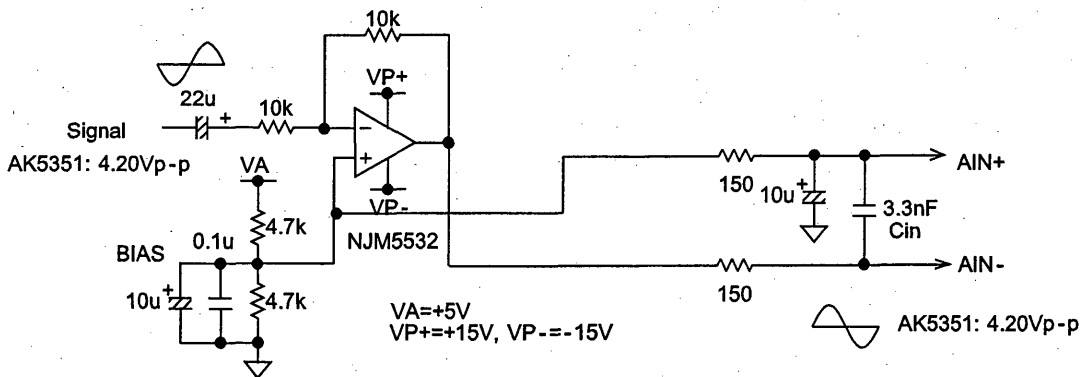 10k
VP+
22u
+
10k
Signal
−
AK5351: 4.20Vp-p
+
VA
VP-
4.7k
NJM5532
BIAS
0.1u
10u
+
4.7k
VA=+5V
VP+=+15V, VP-=-15V
150
AIN+
10u
+
3.3nF
Cin
AIN-
150
AK5351: 4.20Vp-p